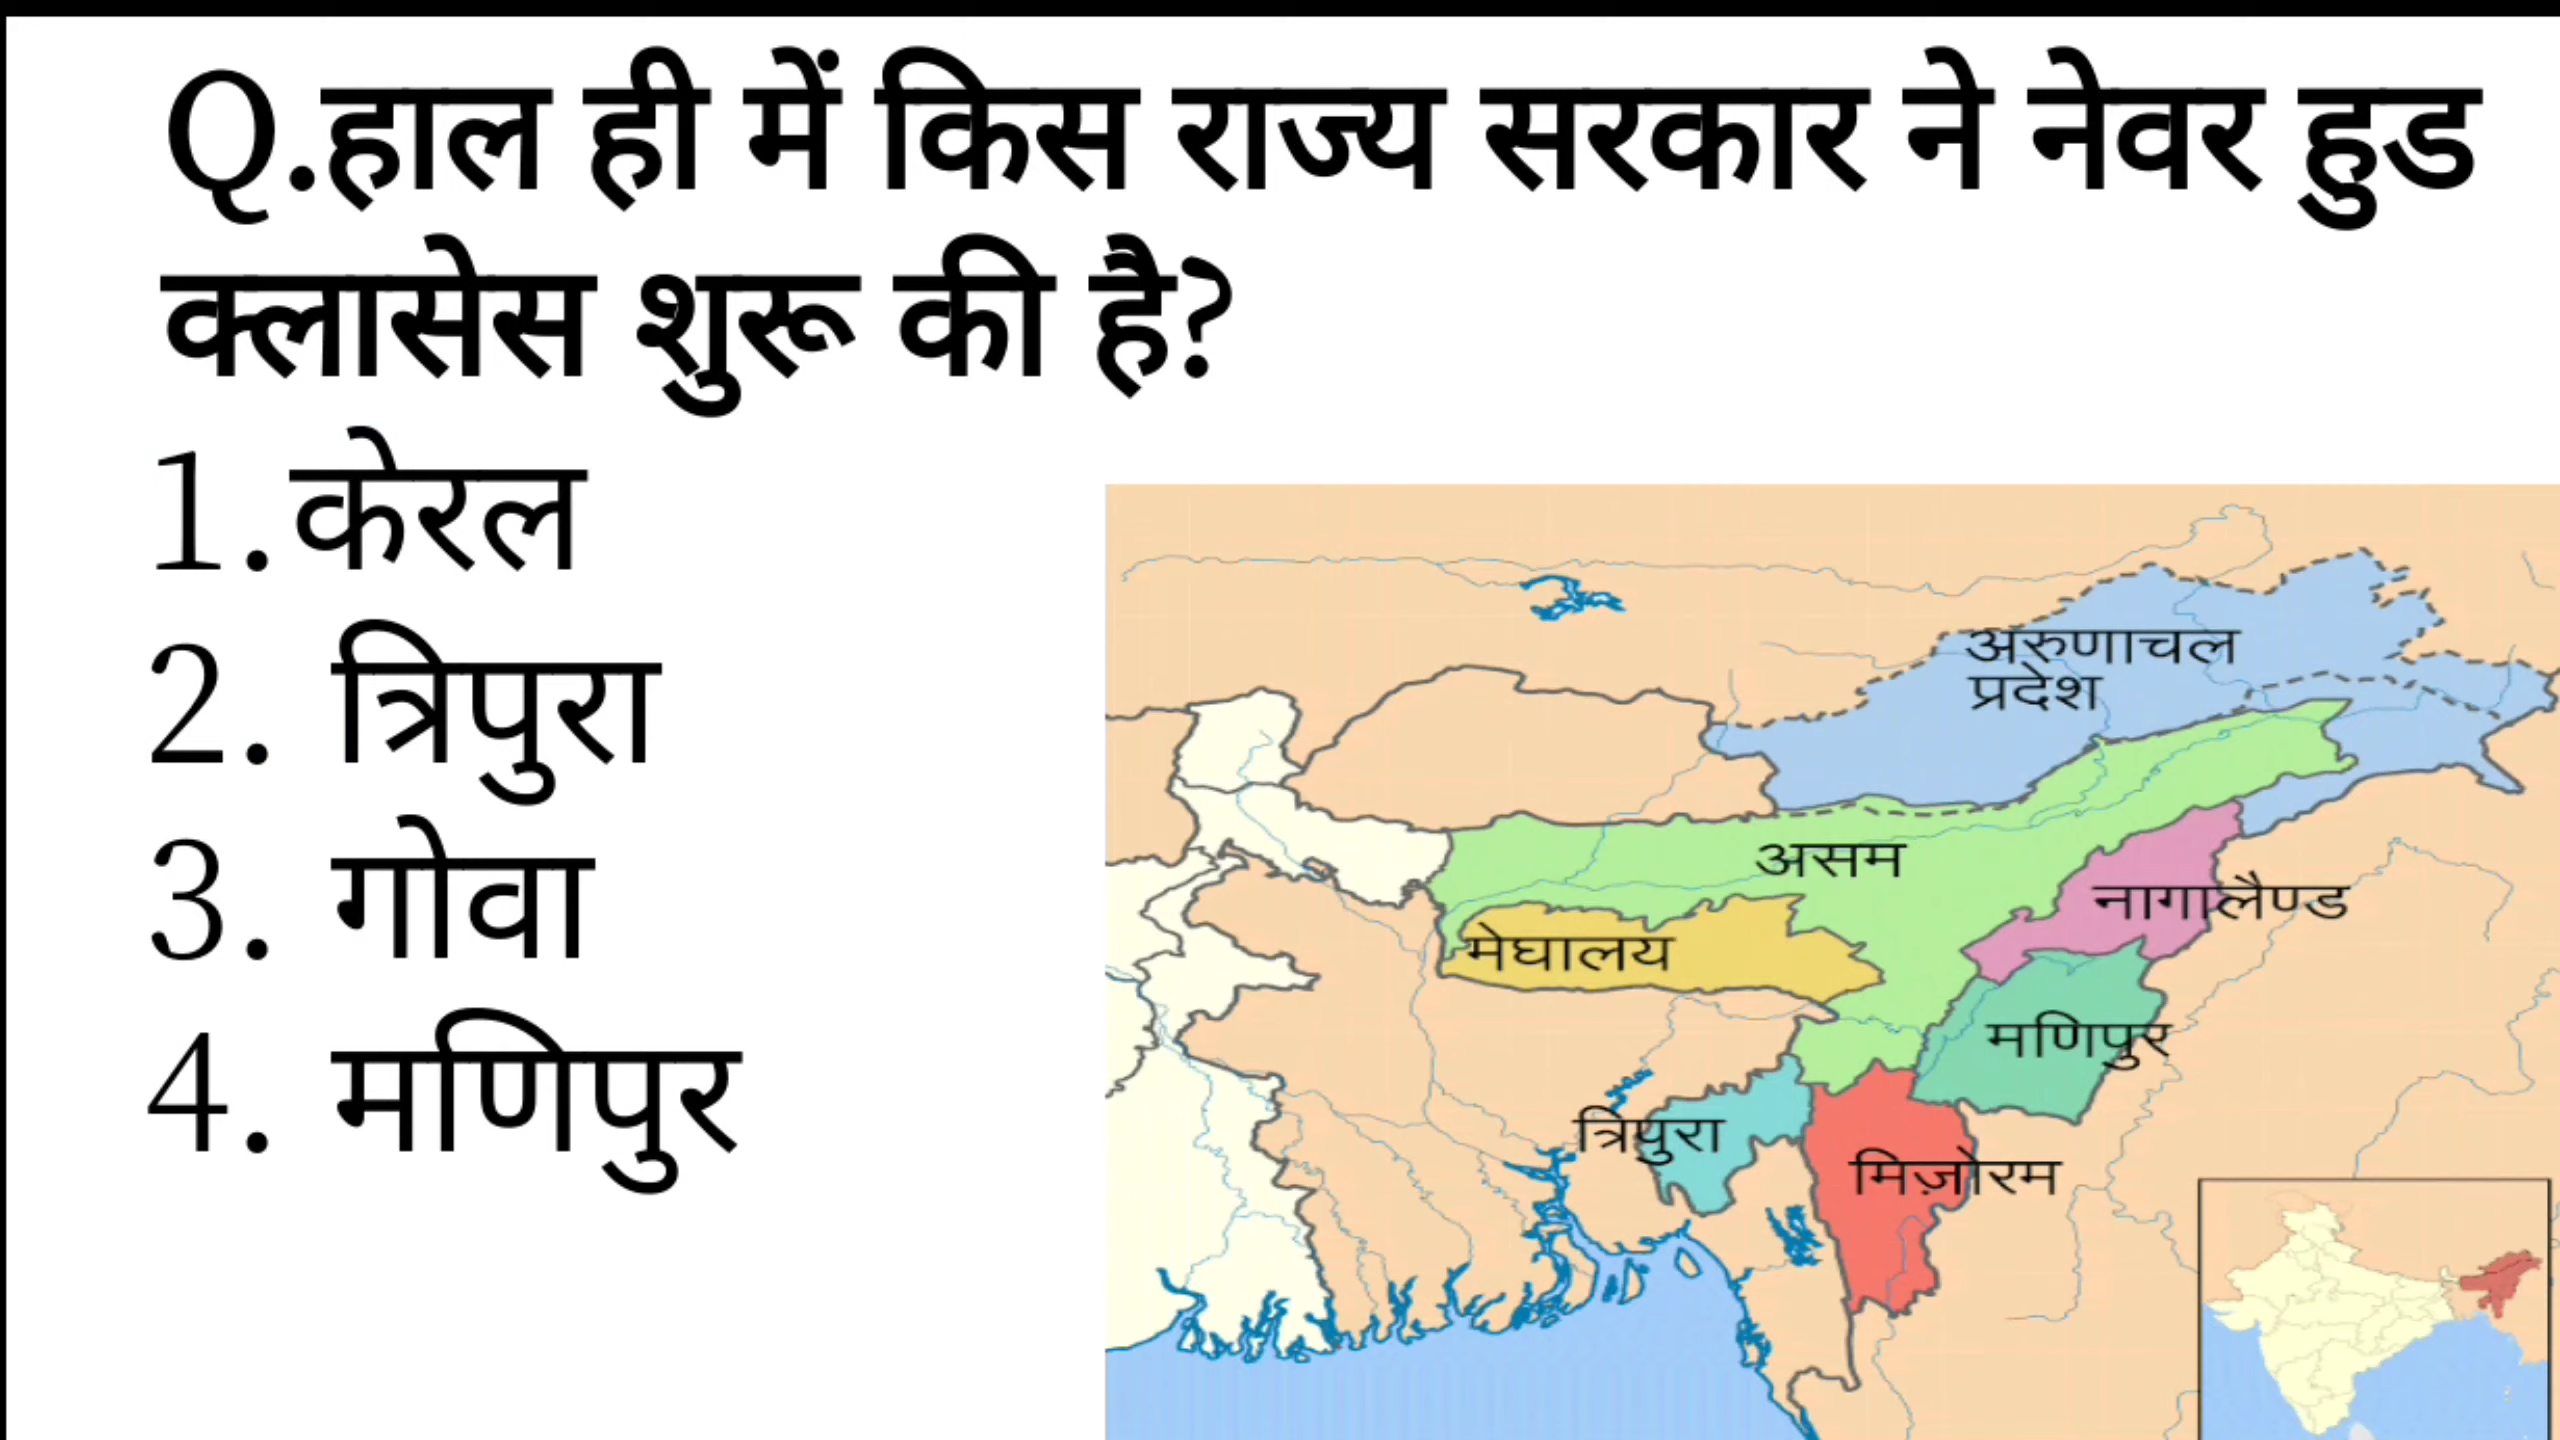 Q.हाल ही में किस राज्य सरकार ने नेवर हुड
क्लासेस शुरू की है?
1.केरल
2. त्रिपुरा
3. गोवा
4. मणिपुर
अरुणाचल
प्रदेश
असम
नागालैण्ड
मेघालय
मणिपुर
त्रिपुरा
मिज़ोरम